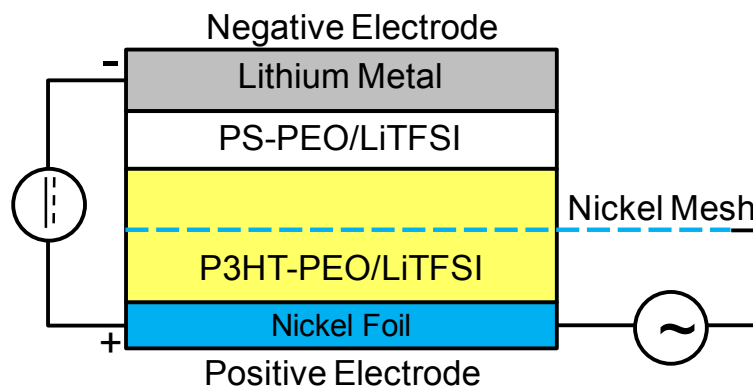 Negative Electrode
-
Lithium Metal
PS-PEO/LiTFSI
Nickel Mesh
P3HT-PEO/LiTFSI
~
Nickel Foil
+
Positive Electrode